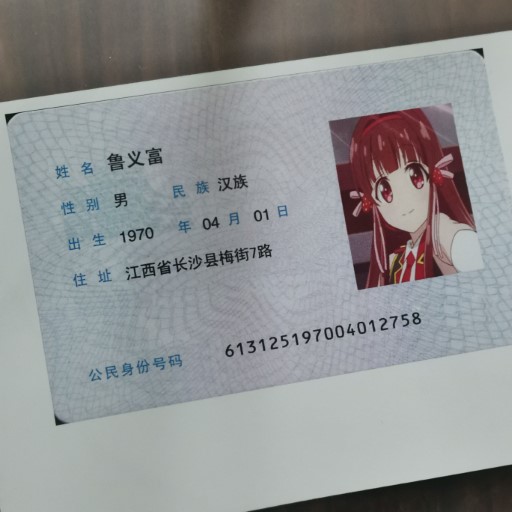 姓名 鲁义富
性别 男 民族 汉族
出生 1970 年 04 月 01 日
住址 江西省长沙县梅街7路
公民身份号码 613125197004012758